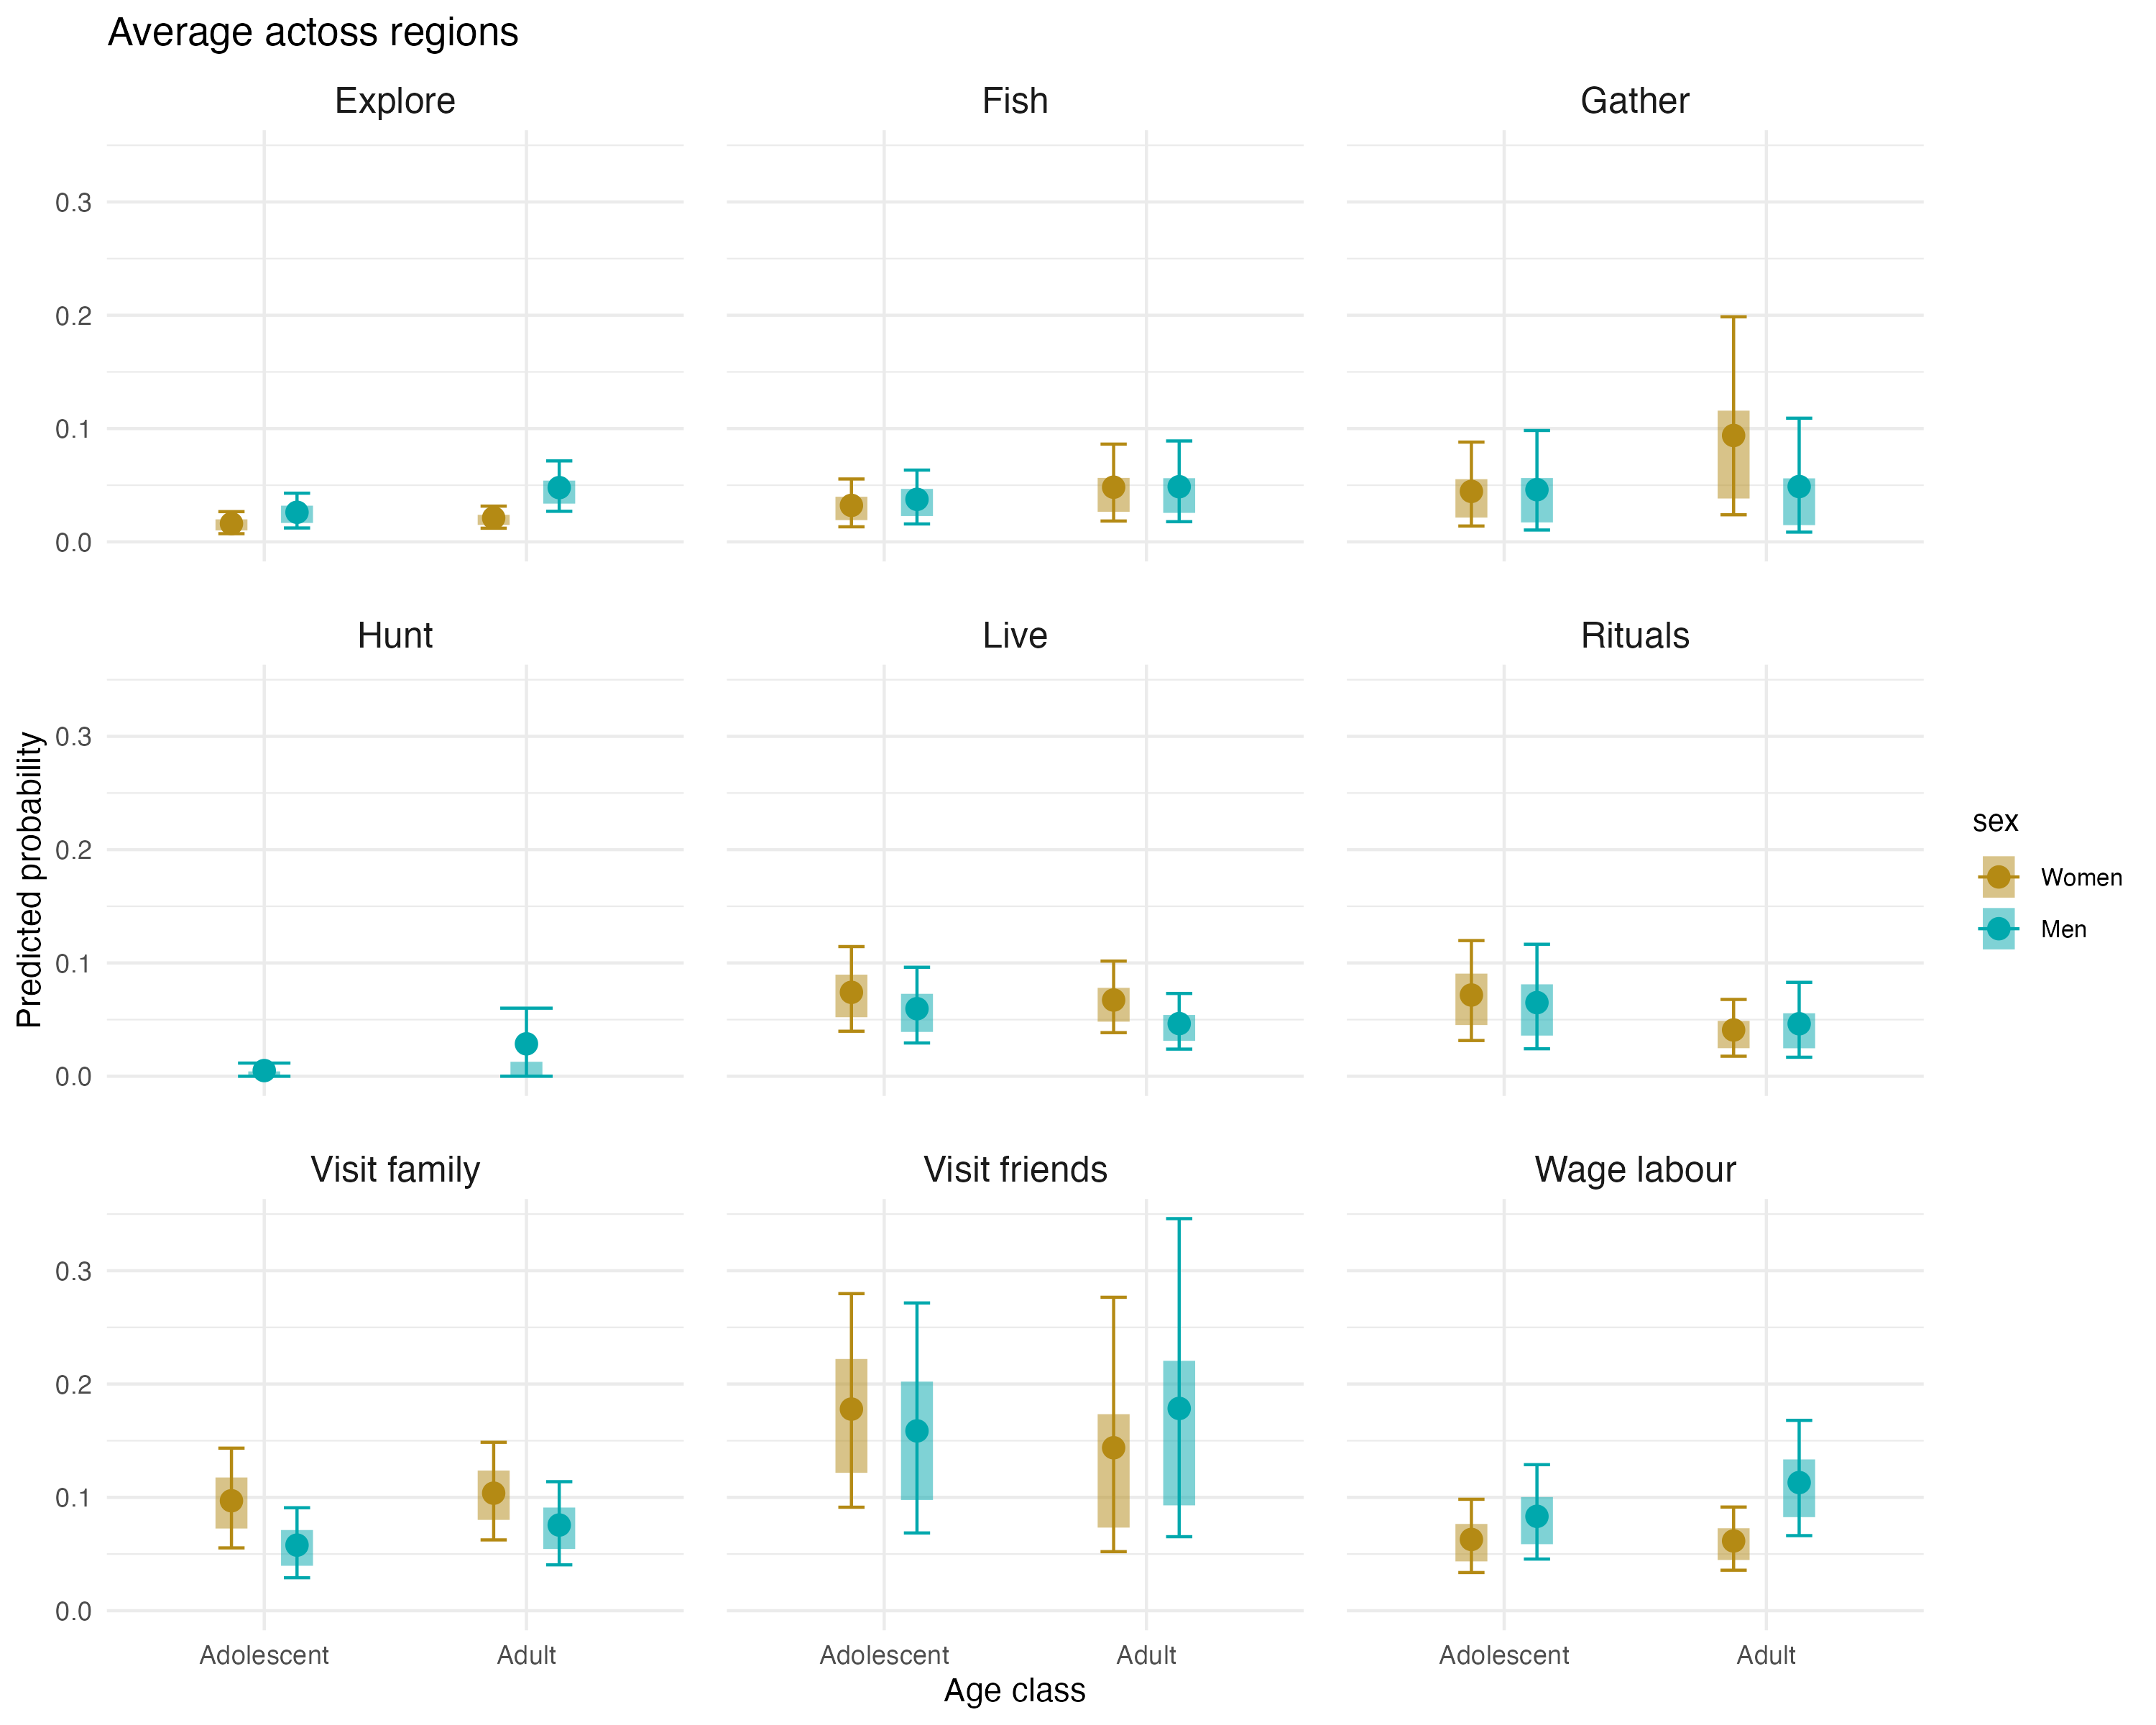 Average actoss regions
Explore
Fish
Gather
0.3
0.2
0.1
0.0
Hunt
Live
Rituals
0.3
0.2
0.1
0.0
Visit family
Visit friends
Wage labour
0.3
0.2
0.1
0.0
Adolescent
Adult
Adolescent
Adult
Adolescent
Adult
Age class
Predicted probability
sex
Women
Men